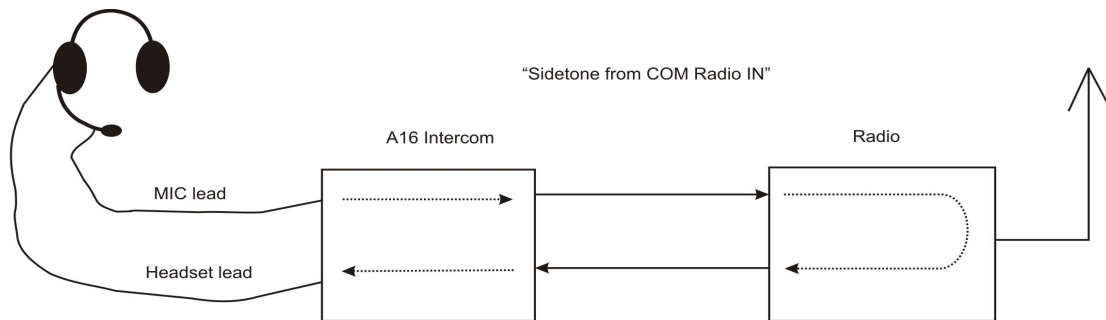 “Sidetone from COM Radio IN”
A16 Intercom
Radio
MIC lead
Headset lead